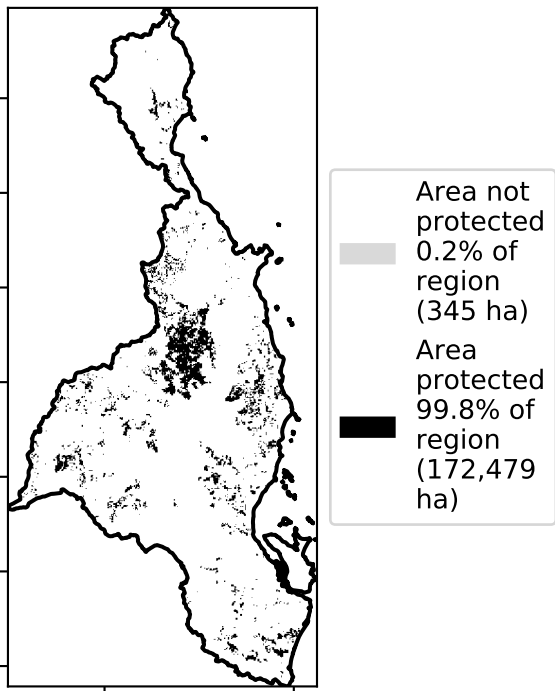 Area not
protected
0.2% of
region
(345 ha)
Area
protected
99.8% of
region
(172,479
ha)